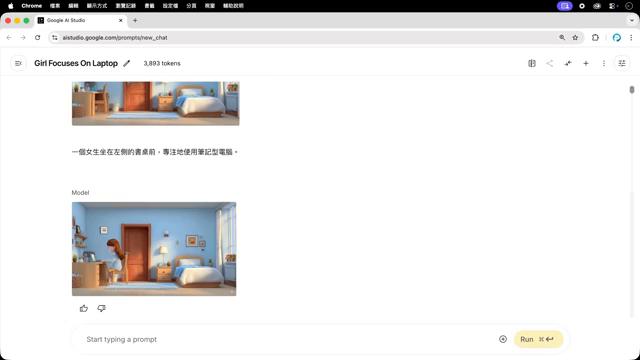 Chrome 檔案 編輯 顯示方式 瀏覽記錄 書籤 設定檔 分頁 視窗 輔助說明
Google AI Studio
aistudio.google.com/prompts/new_chat
Girl Focuses On Laptop
3,893 tokens
一個女生坐在左側的書桌前，專注地使用筆記型電腦。
Model
Start typing a prompt
Run ⌘↩